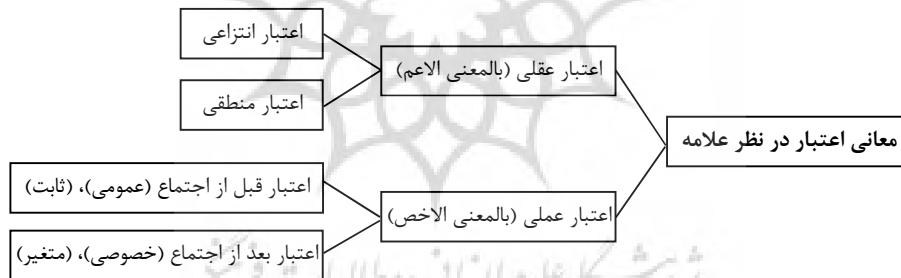 معانی اعتبار در نظر علامه
اعتبار عقلی (بالمعنی الاعم)
اعتبار انتزاعی
اعتبار منطقی
اعتبار عملی (بالمعنی الاخص)
اعتبار قبل از اجتماع (عمومی)، (ثابت)
اعتبار بعد از اجتماع (خصوصی)، (متغیر)